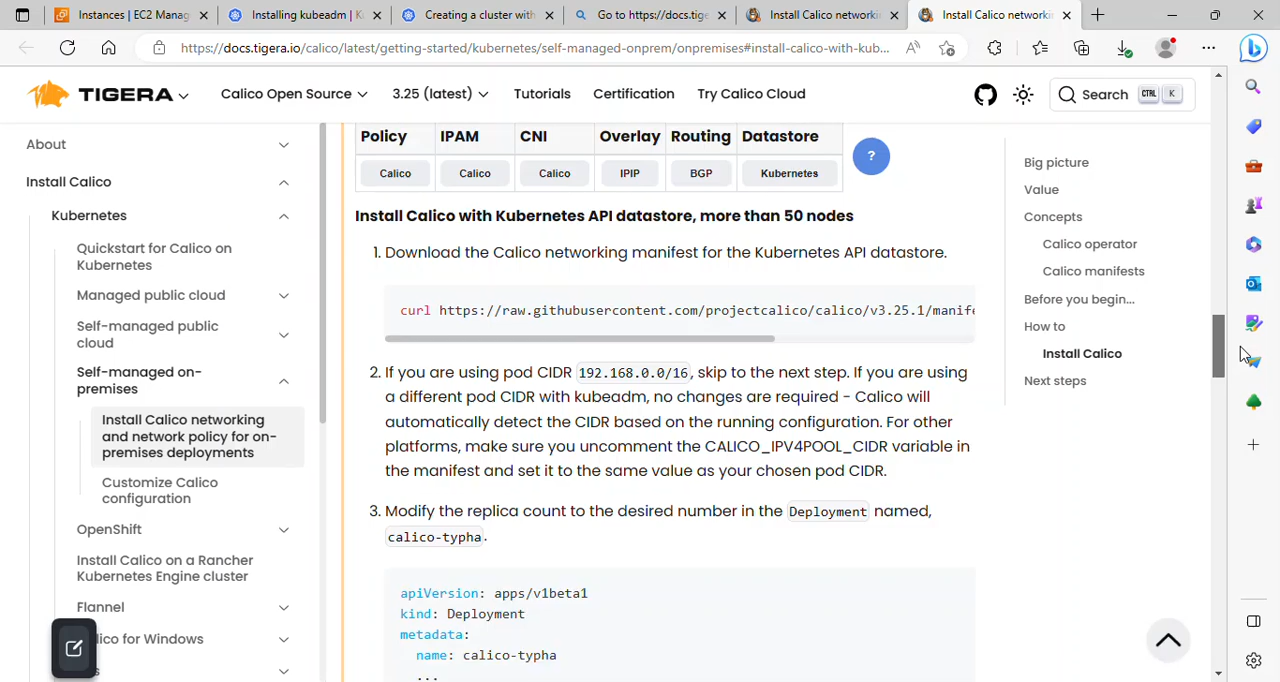 Instances | EC2 Manag
Installing kubeadm | K
Creating a cluster with
Go to https://docs.tige
Install Calico networki
Install Calico networki
https://docs.tigera.io/calico/latest/getting-started/kubernetes/self-managed-onprem/onpremises#install-calico-with-kub...
TIGERA
Calico Open Source
3.25 (latest)
Tutorials
Certification
Try Calico Cloud
Search
CTRL
K
About
Install Calico
Kubernetes
Quickstart for Calico on
Kubernetes
Managed public cloud
Self-managed public
cloud
Self-managed on-
premises
Install Calico networking
and network policy for on-
premises deployments
Customize Calico
configuration
OpenShift
Install Calico on a Rancher
Kubernetes Engine cluster
Flannel
lico for Windows
s
Policy IPAM CNI Overlay Routing Datastore
Calico Calico Calico IPIP BGP Kubernetes
?
Install Calico with Kubernetes API datastore, more than 50 nodes
1. Download the Calico networking manifest for the Kubernetes API datastore.
curl https://raw.githubusercontent.com/projectcalico/calico/v3.25.1/manife
2. If you are using pod CIDR 192.168.0.0/16, skip to the next step. If you are using
a different pod CIDR with kubeadm, no changes are required - Calico will
automatically detect the CIDR based on the running configuration. For other
platforms, make sure you uncomment the CALICO_IPV4POOL_CIDR variable in
the manifest and set it to the same value as your chosen pod CIDR.
3. Modify the replica count to the desired number in the Deployment named,
calico-typha.
apiVersion: apps/v1beta1
kind: Deployment
metadata:
name: calico-typha
...
Big picture
Value
Concepts
Calico operator
Calico manifests
Before you begin...
How to
Install Calico
Next steps